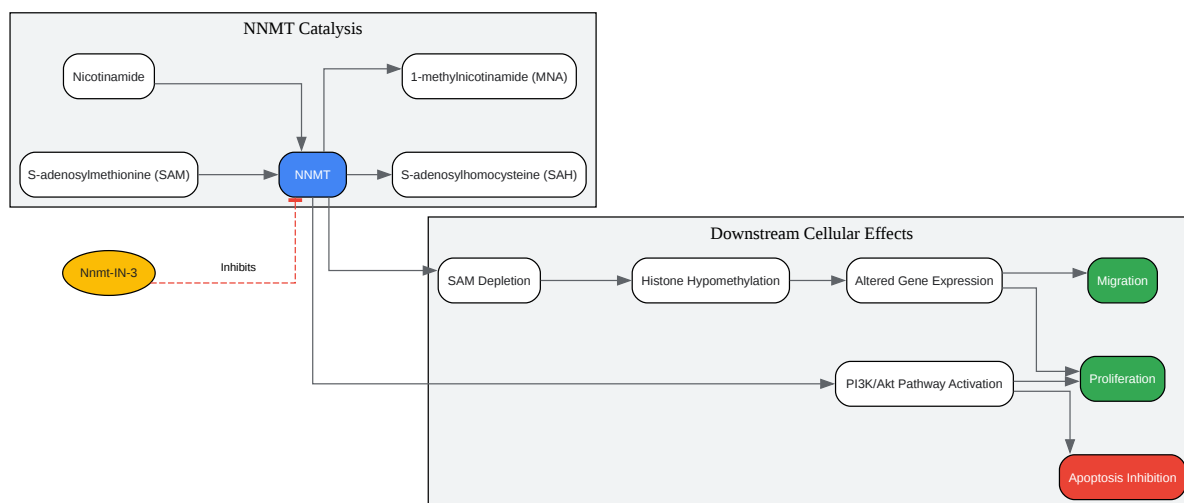 NNMT Catalysis
Nicotinamide
1-methylnicotinamide (MNA)
S-adenosylmethionine (SAM)
NNMT
S-adenosylhomocysteine (SAH)
Downstream Cellular Effects
Nnmt-IN-3
Inhibits
SAM Depletion
Histone Hypomethylation
Altered Gene Expression
Migration
PI3K/Akt Pathway Activation
Proliferation
Apoptosis Inhibition